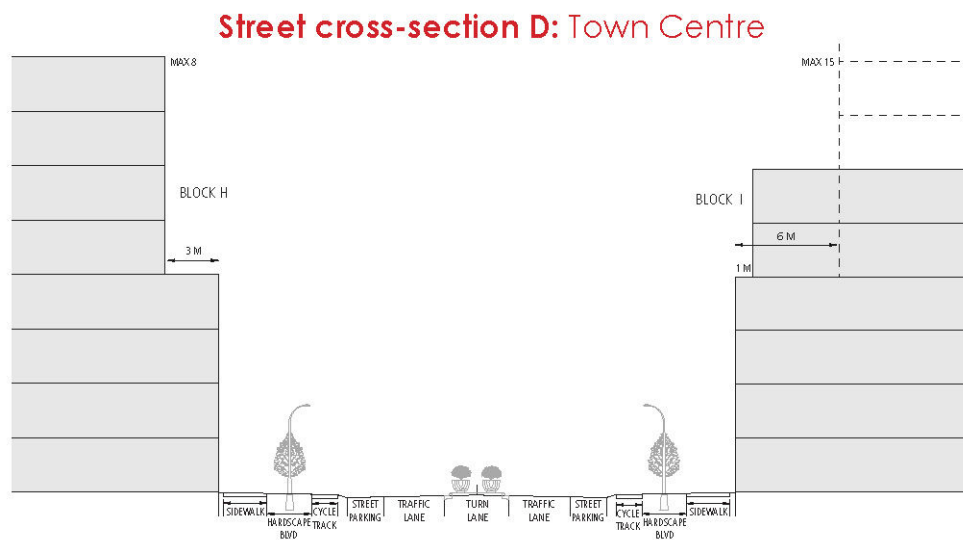 Street cross-section D: Town Centre
MAX 8
MAX 15
BLOCK H
BLOCK I
3 M
6 M
1 M
SIDEWALK
HARDSCAPE
BLVD
CYCLE
TRACK
STREET
PARKING
TRAFFIC
LANE
TURN
LANE
TRAFFIC
LANE
STREET
PARKING
CYCLE
TRACK
HARDSCAPE
BLVD
SIDEWALK